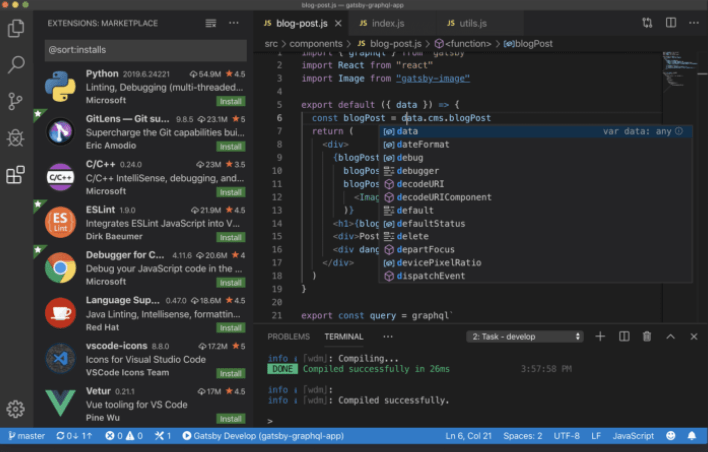 blog-post.js — gatsby-graphql-app
EXTENSIONS: MARKETPLACE
@sort:installs
Python 2019.6.24221 54.9M 4.5
Linting, Debugging (multi-threaded...
Microsoft Install
GitLens — Git su... 9.8.5 23.1M 5
Supercharge the Git capabilities bui...
Eric Amodio Install
C/C++ 0.24.0 23M 3.5
C/C++ IntelliSense, debugging, and...
Microsoft Install
ESLint 1.9.0 21.9M 4.5
Integrates ESLint JavaScript into V...
Dirk Baeumer Install
Debugger for C... 4.11.6 20.6M 4
Debug your JavaScript code in the ...
Microsoft Install
Language Sup... 0.47.0 18.6M 4.5
Java Linting, Intellisense, formattin...
Red Hat Install
vscode-icons 8.8.0 17.2M 5
Icons for Visual Studio Code
VSCode Icons Team Install
Vetur 0.21.1 17M 4.5
Vue tooling for VS Code
Pine Wu Install
C/C++
ES
Lint
JS blog-post.js JS index.js JS utils.js
src > components > JS blog-post.js > <function> > blogPost
1 import { graphql } from "gatsby"
2 import React from "react"
3 import Image from "gatsby-image"
4
5 export default ({ data }) => {
6 const blogPost = data.cms.blogPost
7 return (
8 <div>
9 {blogPos
10 blogP
11 blogPo
12 <Ima
13 )}
14 <h1>{blo
15 <div>Post
16 <div dang
17 </div>
18 )
19 }
20
21 export const query = graphql`
data var data: any
dateFormat
debug
debugger
decodeURI
decodeURIComponent
default
defaultStatus
delete
departFocus
devicePixelRatio
dispatchEvent
PROBLEMS TERMINAL ... 2: Task - develop
info [wdm]: Compiling...
DONE Compiled successfully in 26ms 3:57:58 PM
info [wdm]:
info [wdm]: Compiled successfully.
>
master 0↓ 1↑ 0 0 1 Gatsby Develop (gatsby-graphql-app) Ln 6, Col 21 Spaces: 2 UTF-8 LF JavaScript